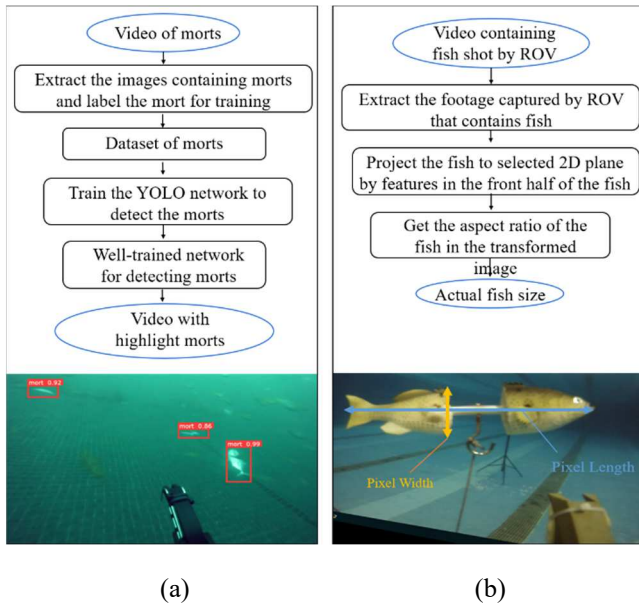 Video of morts
Extract the images containing morts
and label the mort for training
Dataset of morts
Train the YOLO network to
detect the morts
Well-trained network
for detecting morts
Video with
highlight morts
mort 0.92
mort 0.86
mort 0.99
(a)
Video containing
fish shot by ROV
Extract the footage captured by ROV
that contains fish
Project the fish to selected 2D plane
by features in the front half of the fish
Get the aspect ratio of the
fish in the transformed
image
Actual fish size
Pixel Width
Pixel Length
(b)